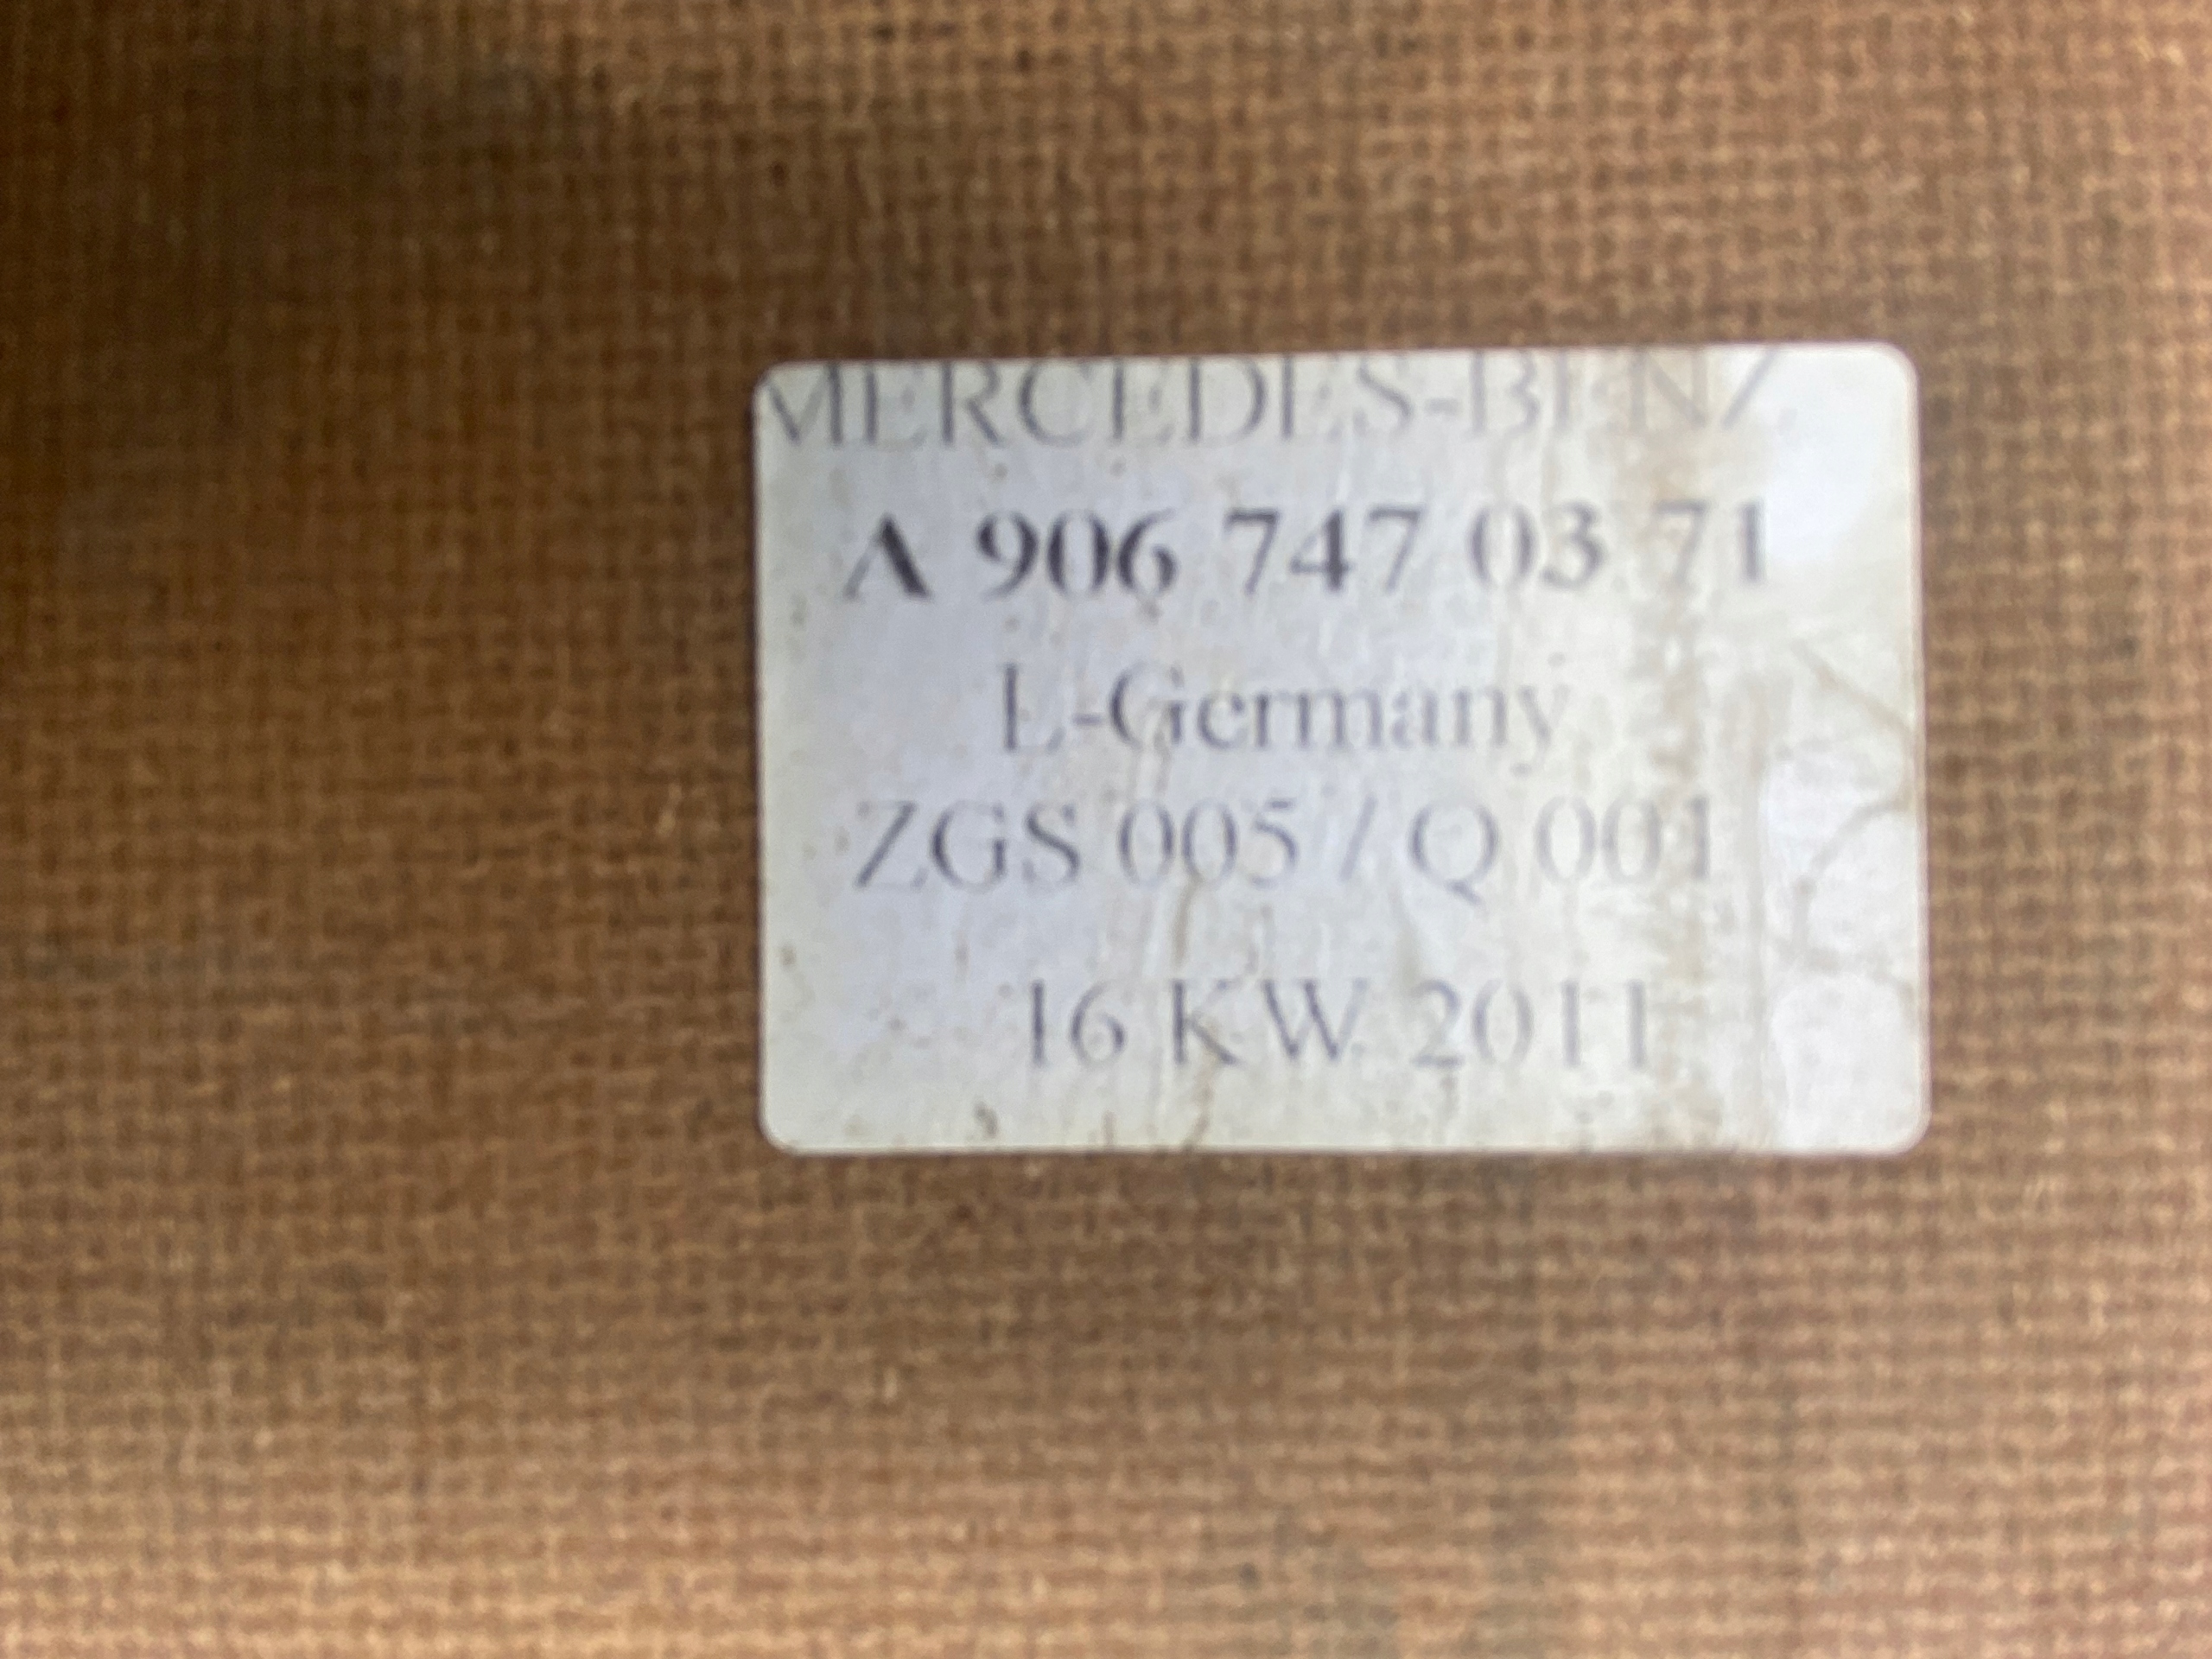 MERCEDES-BENZ
A 906 747 03 71
L-Germany
ZGS 005 / Q 001
16 KW 2011